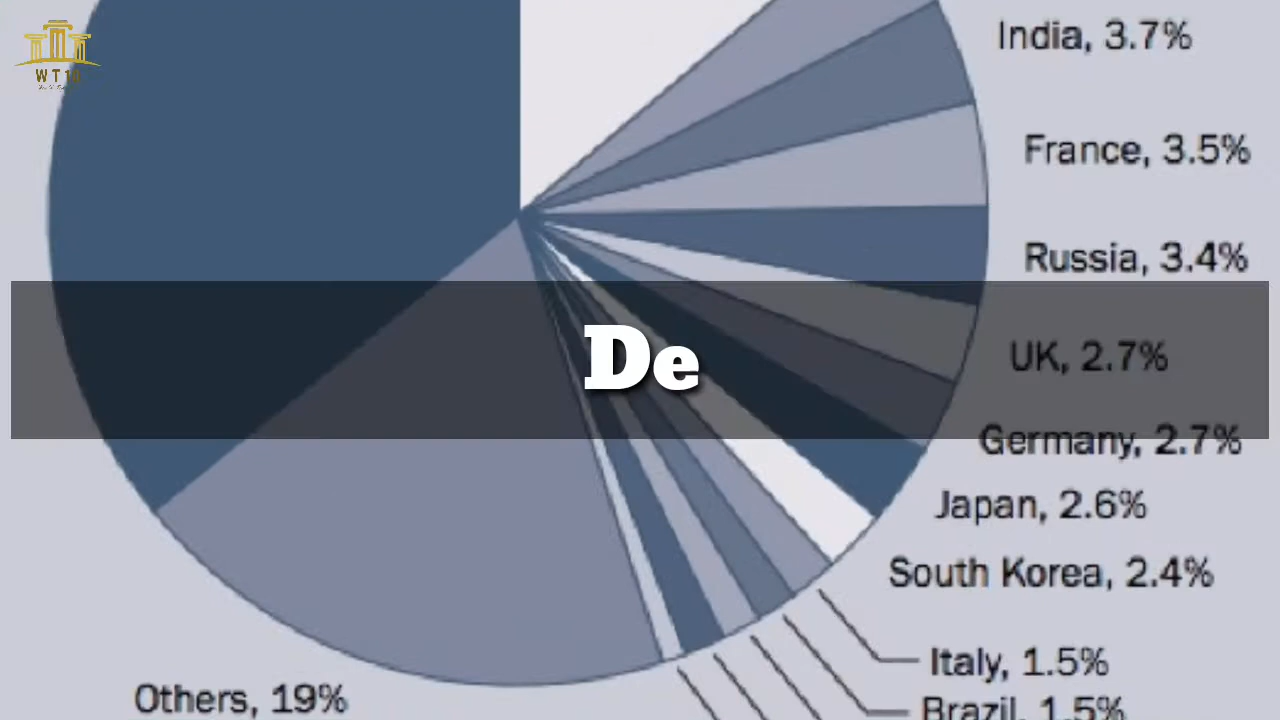 WT1
India, 3.7%
France, 3.5%
Russia, 3.4%
UK, 2.7%
De
Germany, 2.7%
Japan, 2.6%
South Korea, 2.4%
Italy, 1.5%
Others, 19%
Brazil, 1.5%